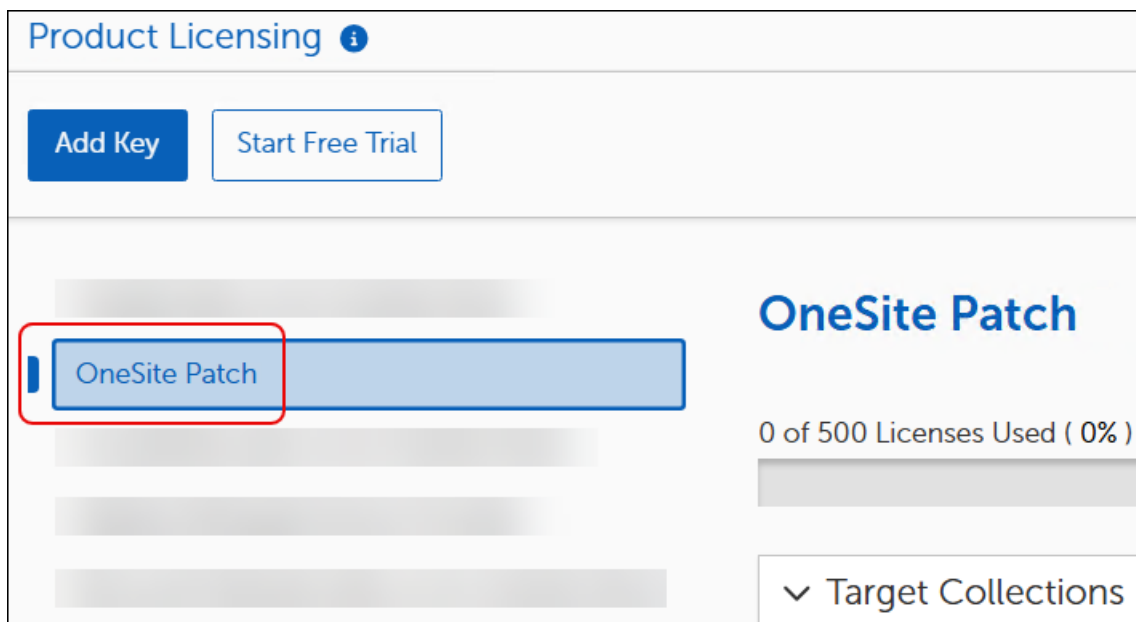 Product Licensing
Add Key
Start Free Trial
OneSite Patch
OneSite Patch
0 of 500 Licenses Used ( 0% )
Target Collections